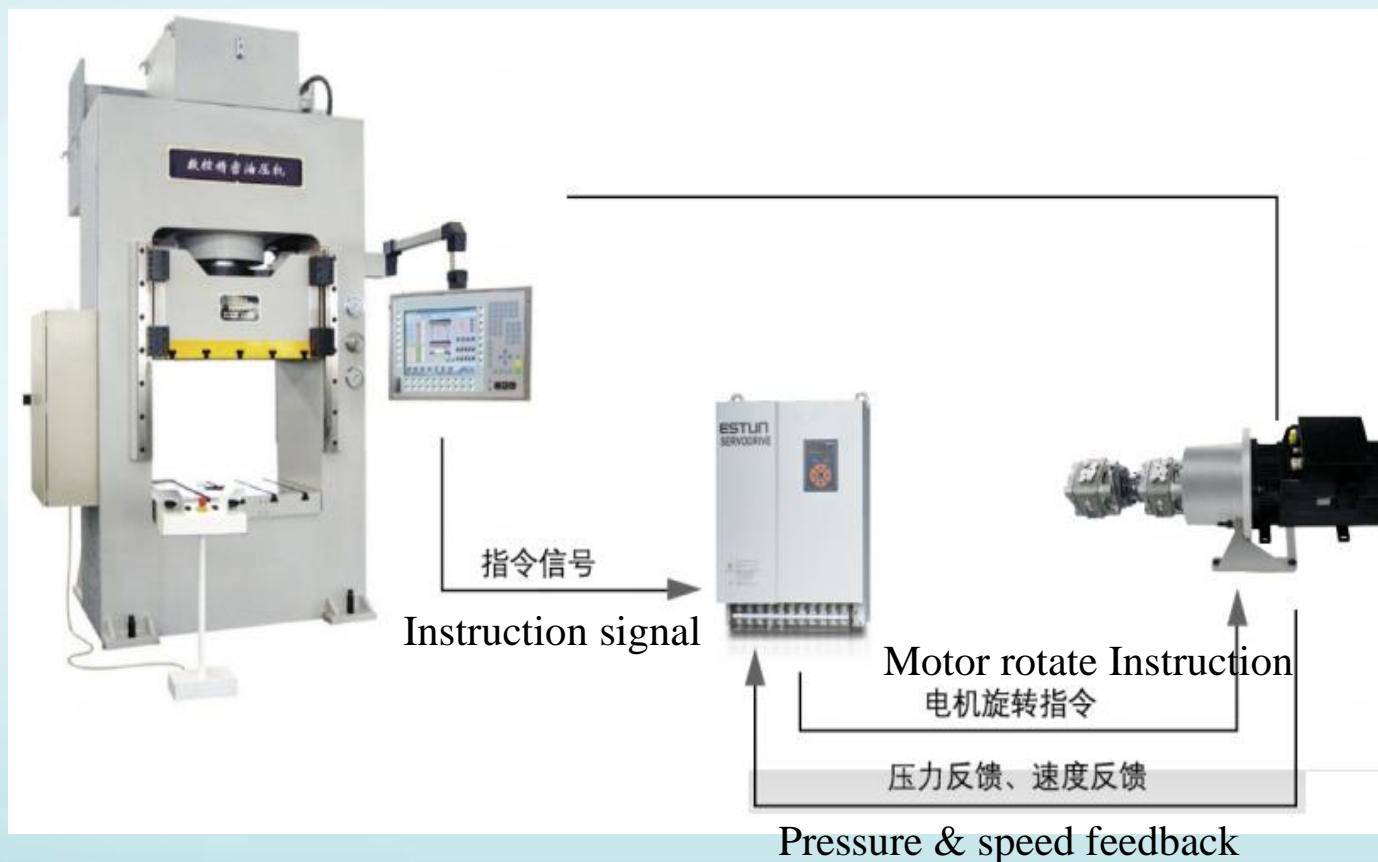 数控精密油压机
ESTUN
SERVODRIVE
指令信号
Instruction signal
Motor rotate Instruction
电机旋转指令
压力反馈、速度反馈
Pressure & speed feedback